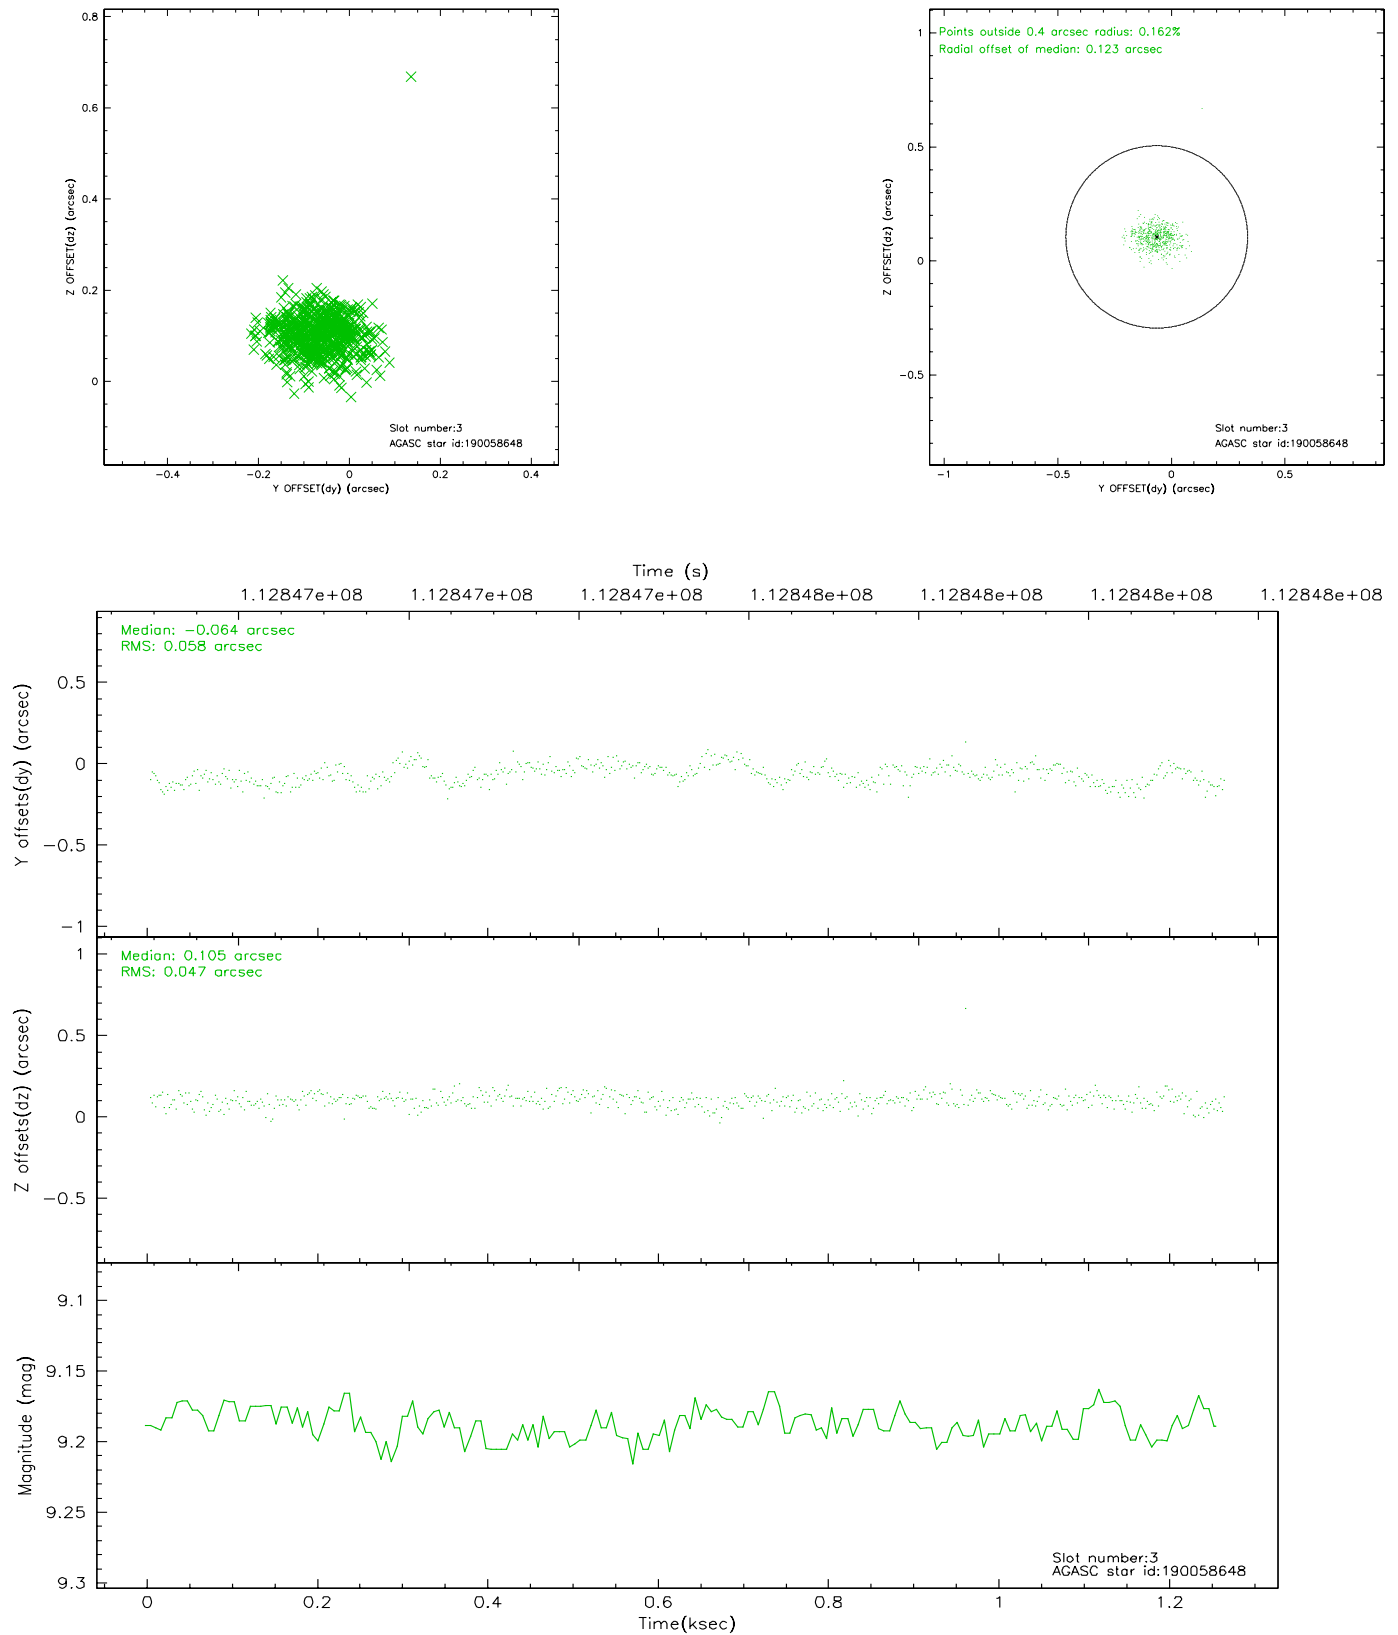 0.8
0.6
0.4
0.2
0
Z OFFSET(dz) (arcsec)
Slot number:3
AGASC star id:190058648
−0.4 −0.2 0 0.2 0.4
Y OFFSET(dy) (arcsec)
Points outside 0.4 arcsec radius: 0.162%
Radial offset of median: 0.123 arcsec
1
0.5
0
−0.5
Z OFFSET(dz) (arcsec)
Slot number:3
AGASC star id:190058648
−1 −0.5 0 0.5
Y OFFSET(dy) (arcsec)
Time (s)
1.12847e+08 1.12847e+08 1.12847e+08 1.12848e+08 1.12848e+08 1.12848e+08 1.12848e+08
Median: −0.064 arcsec
RMS: 0.058 arcsec
0.5
0
−0.5
−1
Y offsets(dy) (arcsec)
Median: 0.105 arcsec
RMS: 0.047 arcsec
1
0.5
0
−0.5
Z offsets(dz) (arcsec)
9.1
9.15
9.2
9.25
9.3
Magnitude (mag)
Slot number:3
AGASC star id:190058648
0 0.2 0.4 0.6 0.8 1 1.2
Time(ksec)